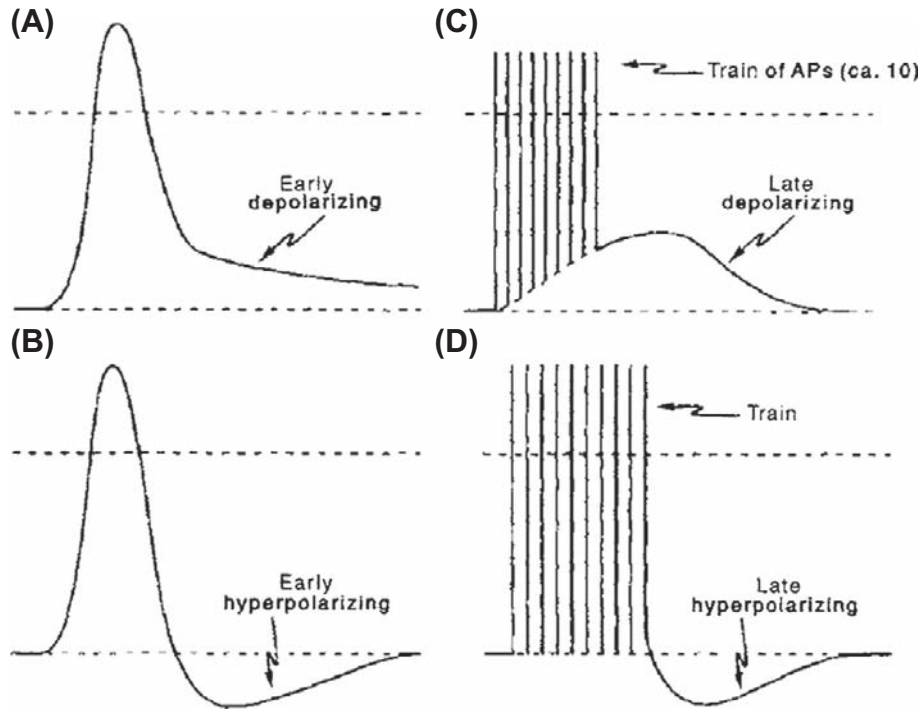 (A)
Early
depolarizing
(C)
Train of APs (ca. 10)
Late
depolarizing
(B)
Early
hyperpolarizing
(D)
Train
Late
hyperpolarizing